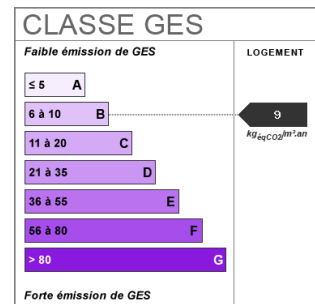 CLASSE GES
Faible émission de GES
LOGEMENT
≤ 5 A
6 à 10 B
9
kgéqCO2/m².an
11 à 20 C
21 à 35 D
36 à 55 E
56 à 80 F
> 80 G
Forte émission de GES